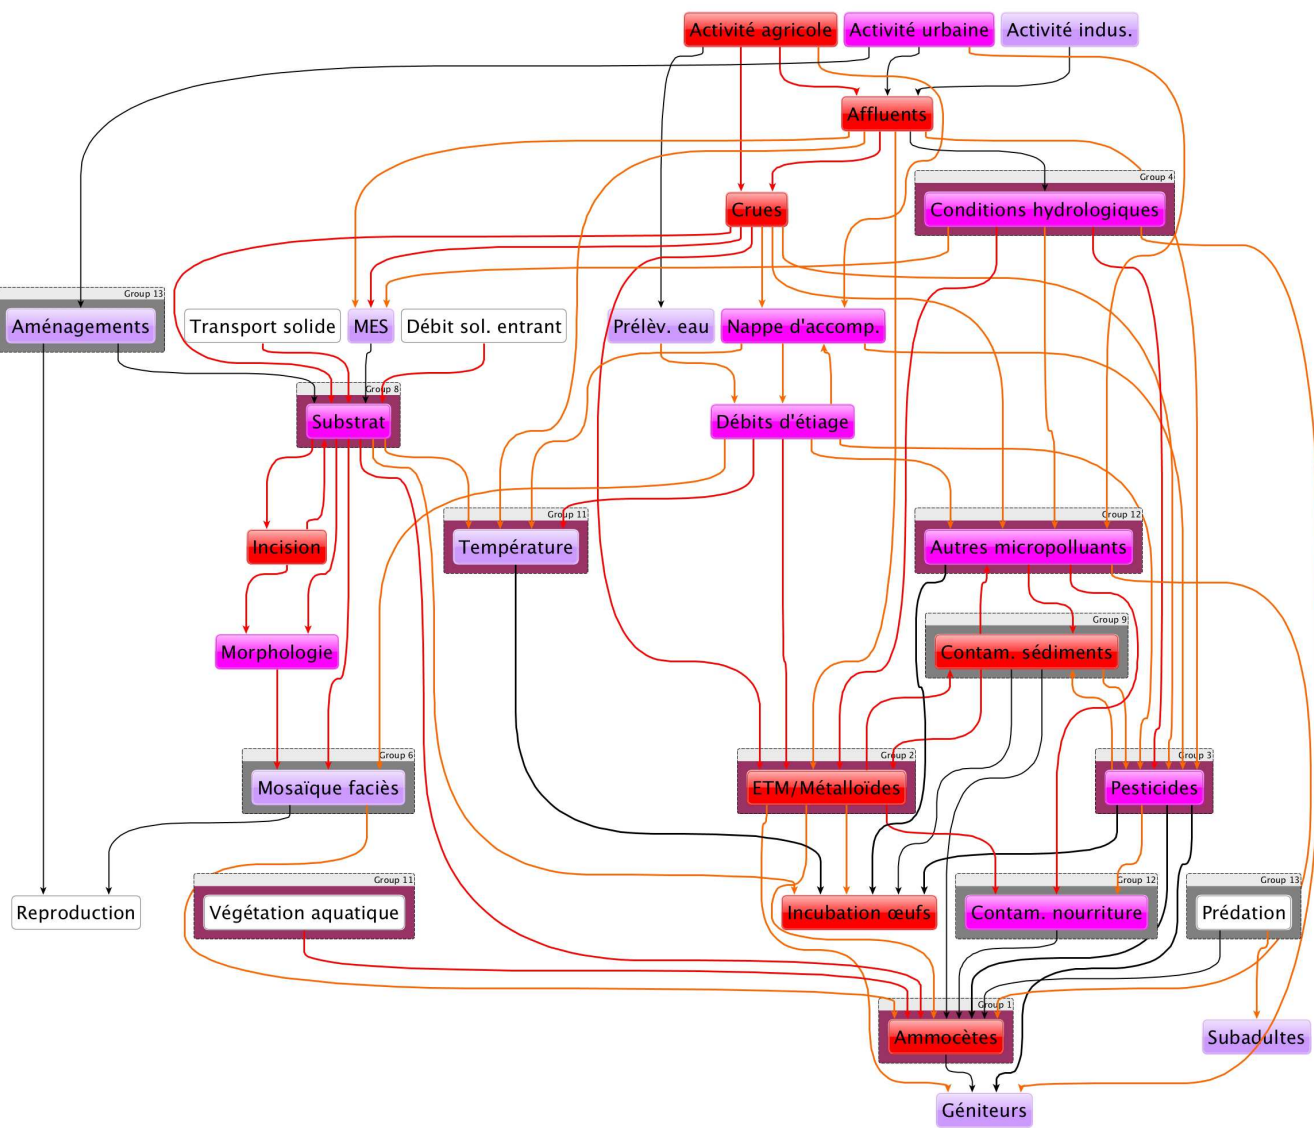 Activité agricole
Activité urbaine
Activité indus.
Affluents
Group 4
Crues
Conditions hydrologiques
Group 13
Aménagements
Transport solide
MES
Débit sol. entrant
Prélèv. eau
Nappe d'accomp.
Group 8
Substrat
Débits d'étiage
Group 11
Group 12
Incision
Température
Autres micropolluants
Group 9
Morphologie
Contam. sédiments
Group 6
Group 2
Group 3
Mosaïque faciès
ETM/Métalloïdes
Pesticides
Group 11
Group 12
Group 13
Reproduction
Végétation aquatique
Incubation œufs
Contam. nourriture
Prédation
Group 1
Ammocètes
Subadultes
Géniteurs